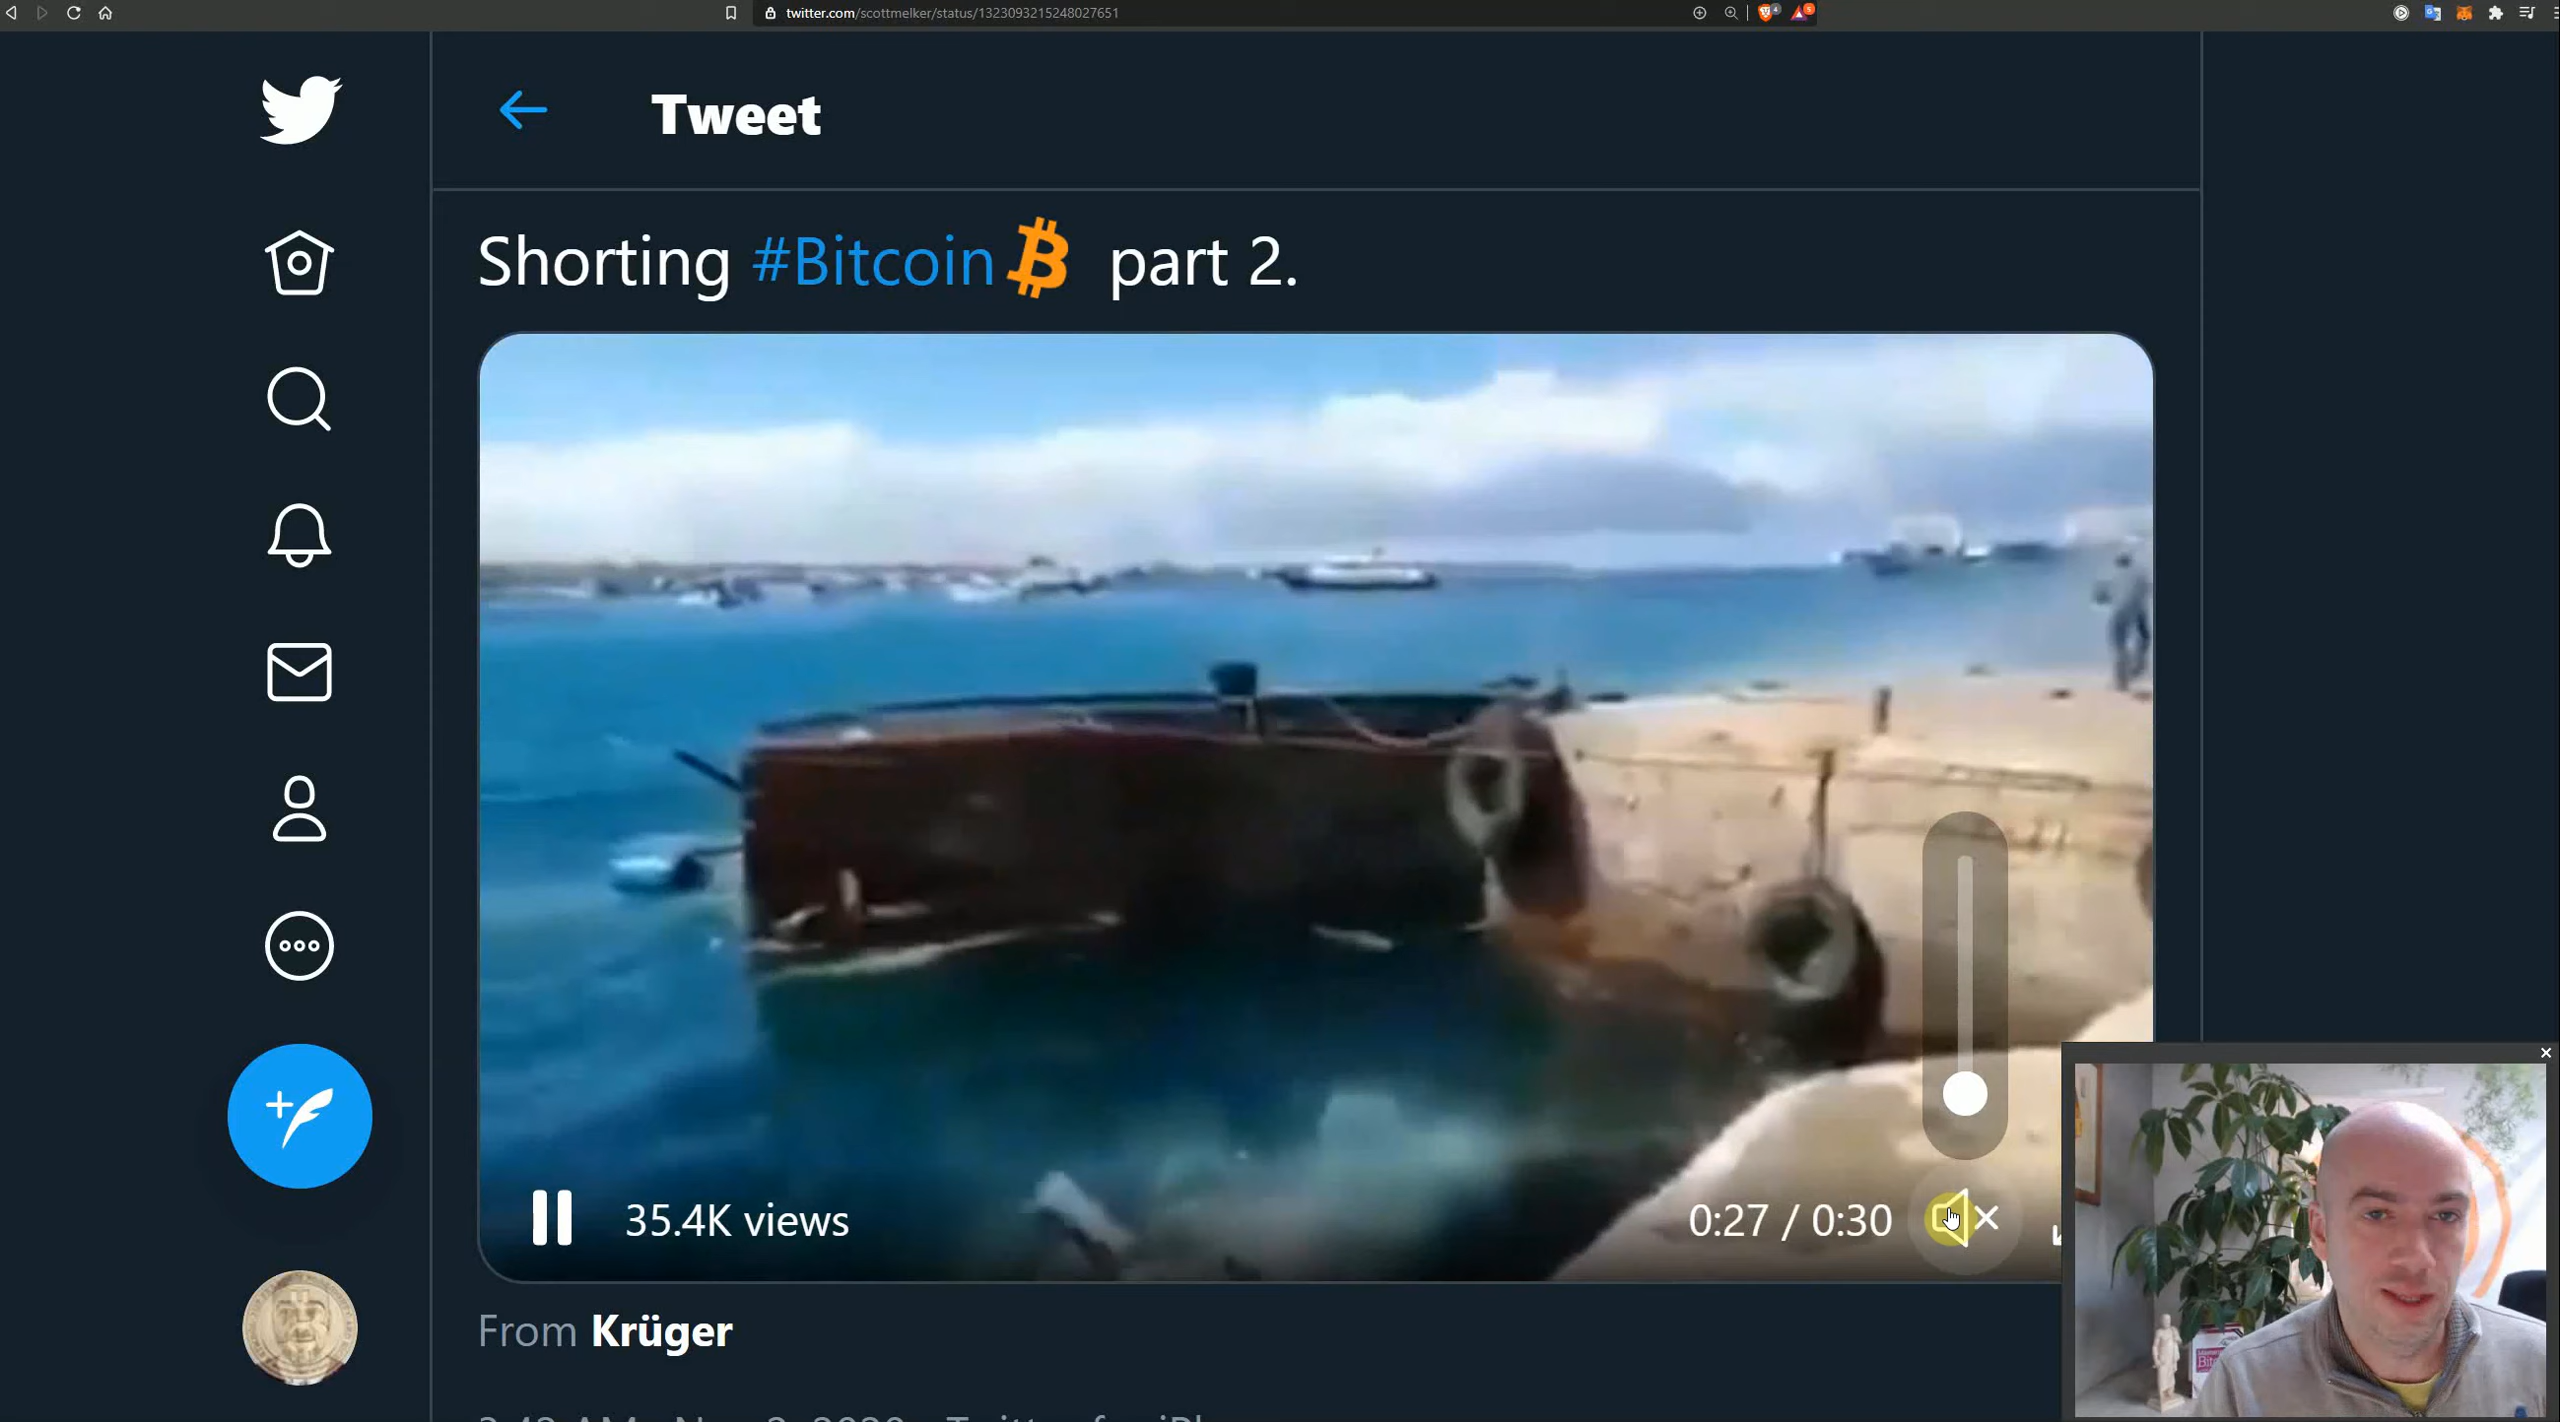 twitter.com/scottmelker/status/1323093215248027651
Tweet
Shorting #Bitcoin part 2.
35.4K views
0:27 / 0:30
From Krüger